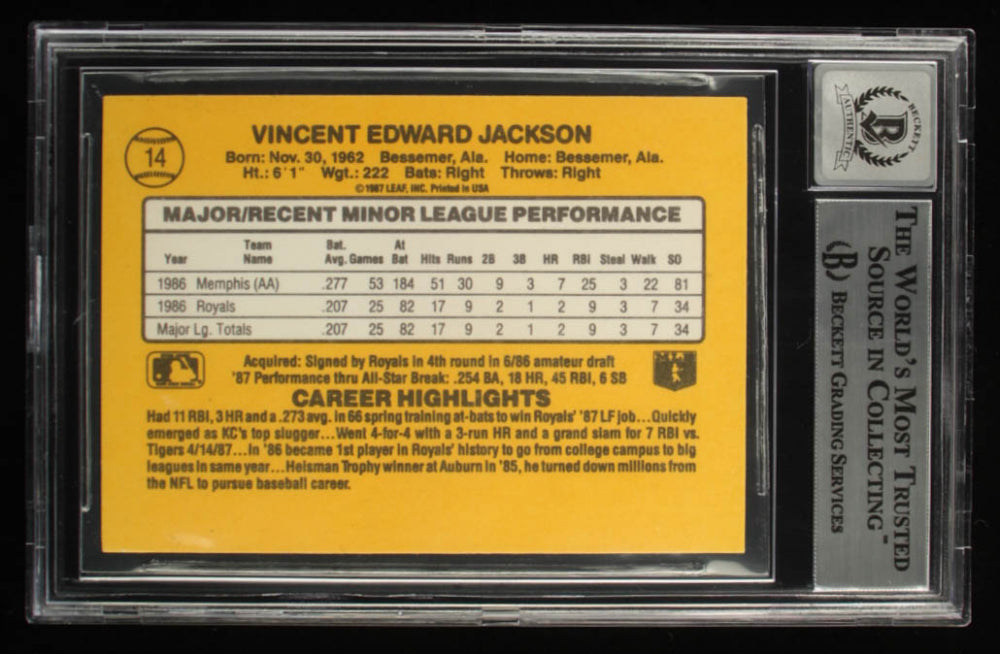 14
VINCENT EDWARD JACKSON
Born: Nov. 30, 1962 Bessemer, Ala. Home: Bessemer, Ala.
Ht.: 6'1" Wgt.: 222 Bats: Right Throws: Right
© 1987 LEAF, INC. Printed in USA
MAJOR/RECENT MINOR LEAGUE PERFORMANCE
Year Team Name Bat. Avg. Games At Bat Hits Runs 2B 3B HR RBI Steal Walk SO
1986 Memphis (AA) .277 53 184 51 30 9 3 7 25 3 22 81
1986 Royals .207 25 82 17 9 2 1 2 9 3 7 34
Major Lg. Totals .207 25 82 17 9 2 1 2 9 3 7 34
Acquired: Signed by Royals in 4th round in 6/86 amateur draft
'87 Performance thru All-Star Break: .254 BA, 18 HR, 45 RBI, 6 SB
CAREER HIGHLIGHTS
Had 11 RBI, 3 HR and a .273 avg. in 66 spring training at-bats to win Royals' '87 LF job...Quickly
emerged as KC's top slugger...Went 4-for-4 with a 3-run HR and a grand slam for 7 RBI vs.
Tigers 4/14/87...In '86 became 1st player in Royals' history to go from college campus to big
leagues in same year...Heisman Trophy winner at Auburn in '85, he turned down millions from
the NFL to pursue baseball career.
BECKETT
B
AUTHENTIC
THE WORLD'S MOST TRUSTED
SOURCE IN COLLECTING™
B BECKETT GRADING SERVICES